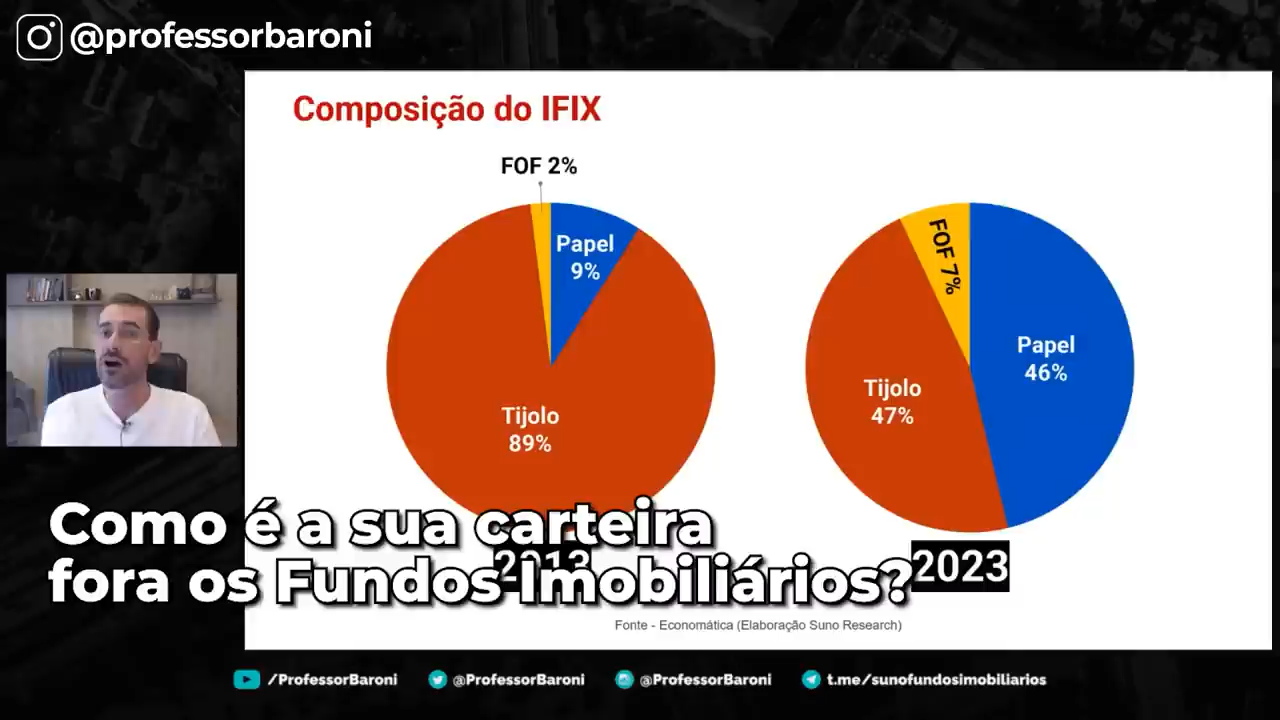 @professorbaroni
Composição do IFIX
FOF 2%
Papel
9%
Tijolo
89%
FOF 7%
Papel
46%
Tijolo
47%
2013
2023
Como é a sua carteira
fora os Fundos Imobiliários?
Fonte - Economática (Elaboração Suno Research)
/ProfessorBaroni
@ProfessorBaroni
@ProfessorBaroni
t.me/sunofundosimobiliarios